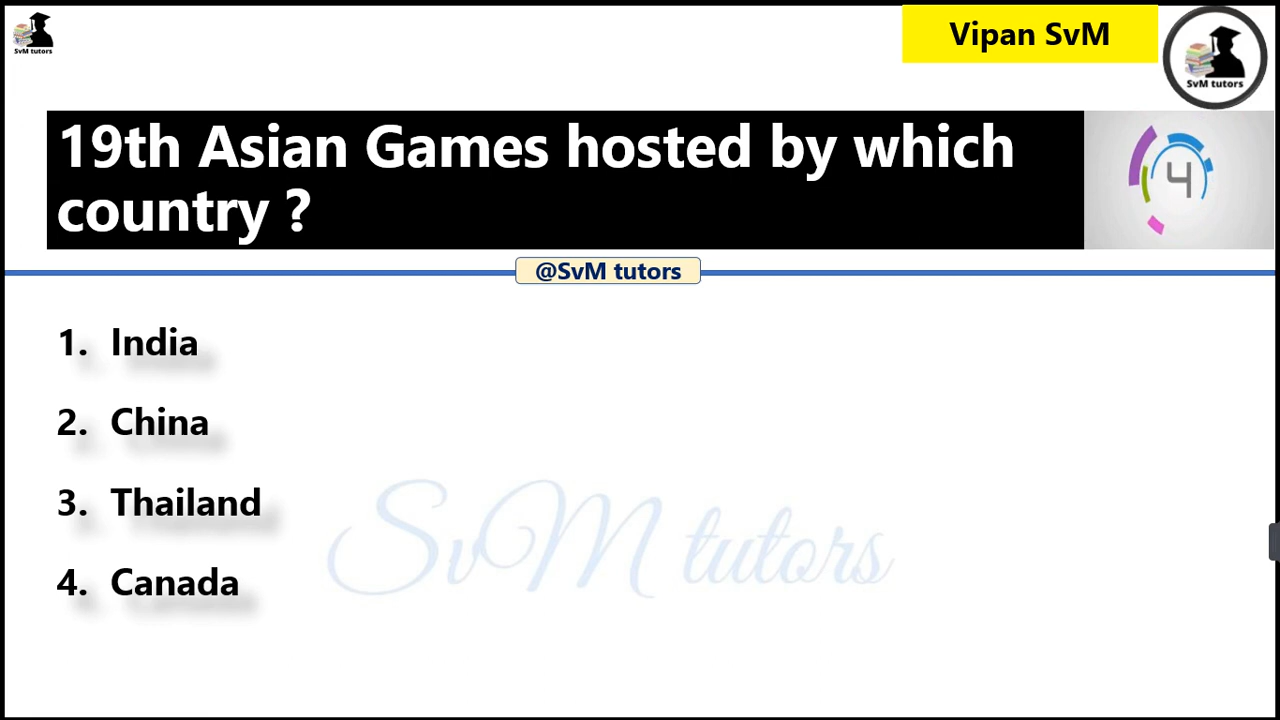 SvM tutors
Vipan SvM
SvM tutors
19th Asian Games hosted by which
country ?
4
@SvM tutors
1. India
2. China
3. Thailand
4. Canada
SvM tutors